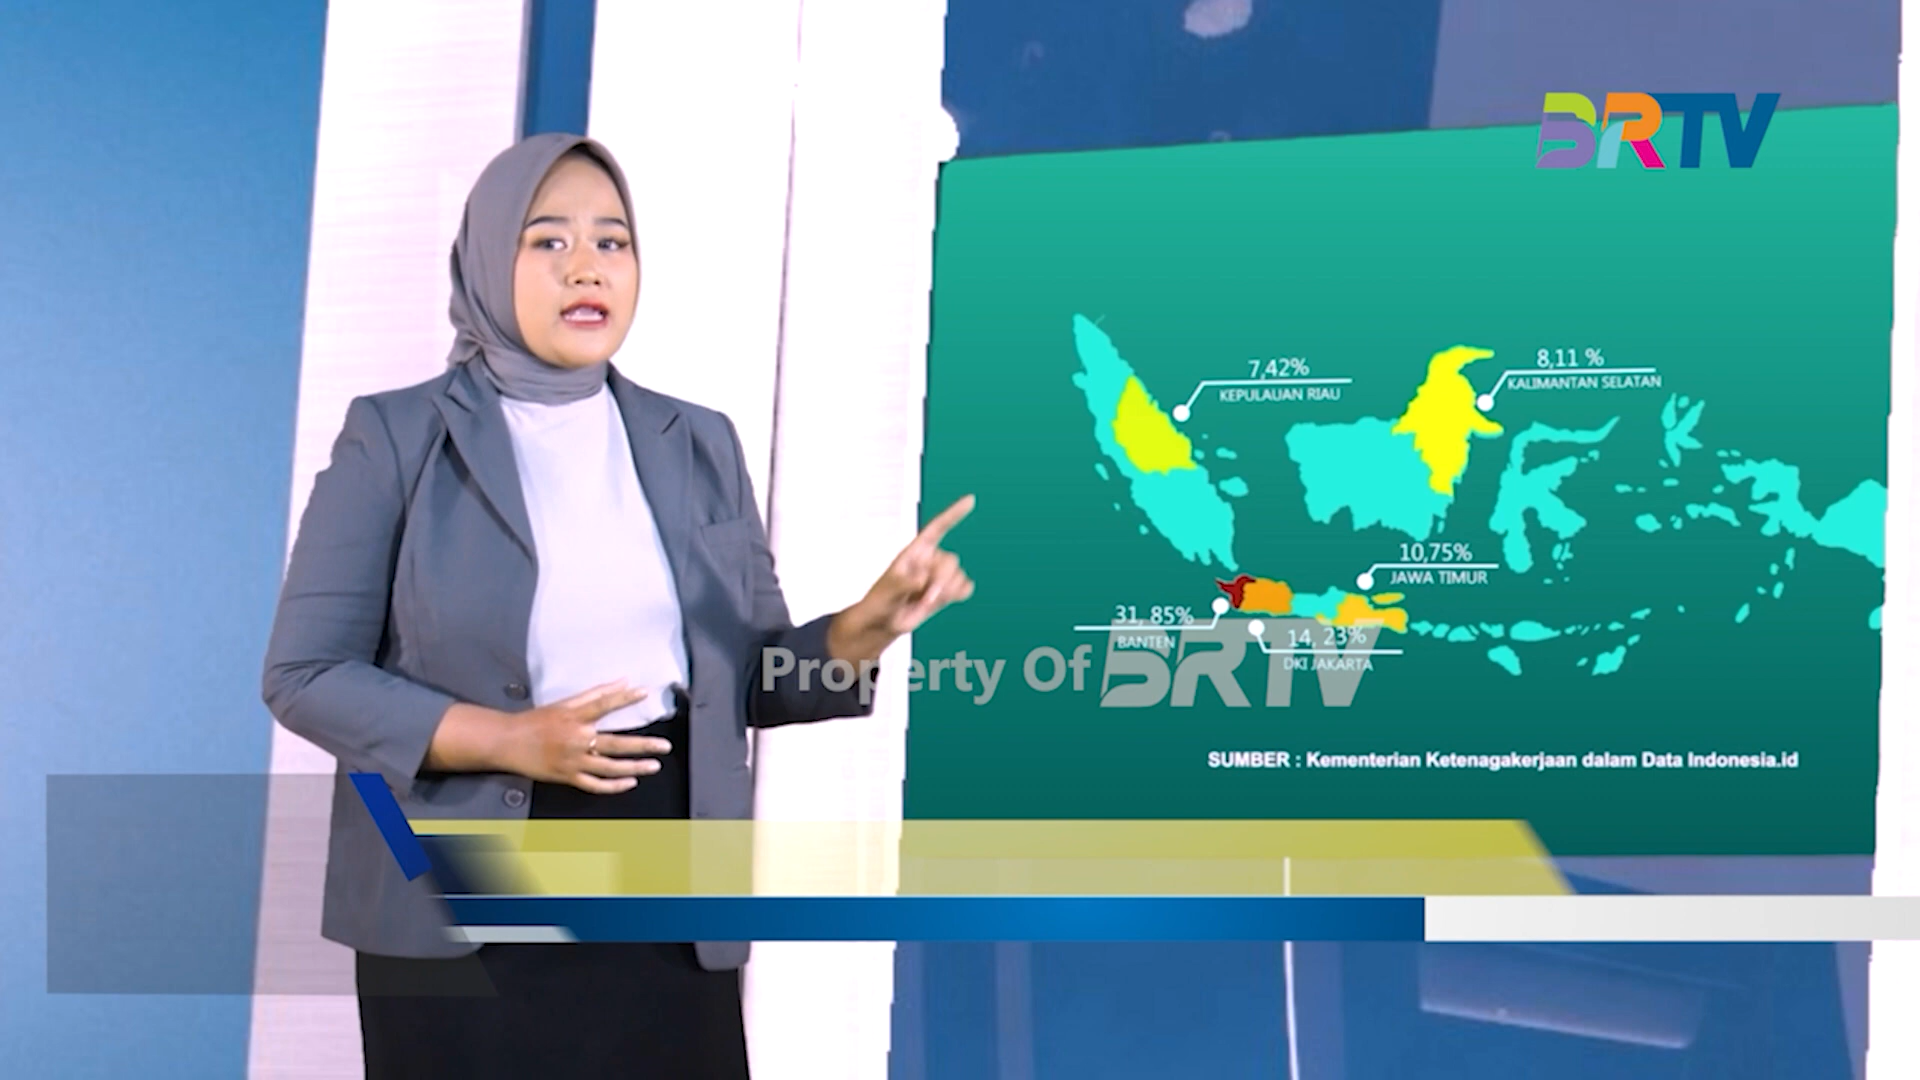 BRTV
7,42%
KEPULAUAN RIAU
8,11 %
KALIMANTAN SELATAN
10,75%
JAWA TIMUR
31, 85%
BANTEN
14, 23%
DKI JAKARTA
Property Of BRTV
SUMBER : Kementerian Ketenagakerjaan dalam Data Indonesia.id